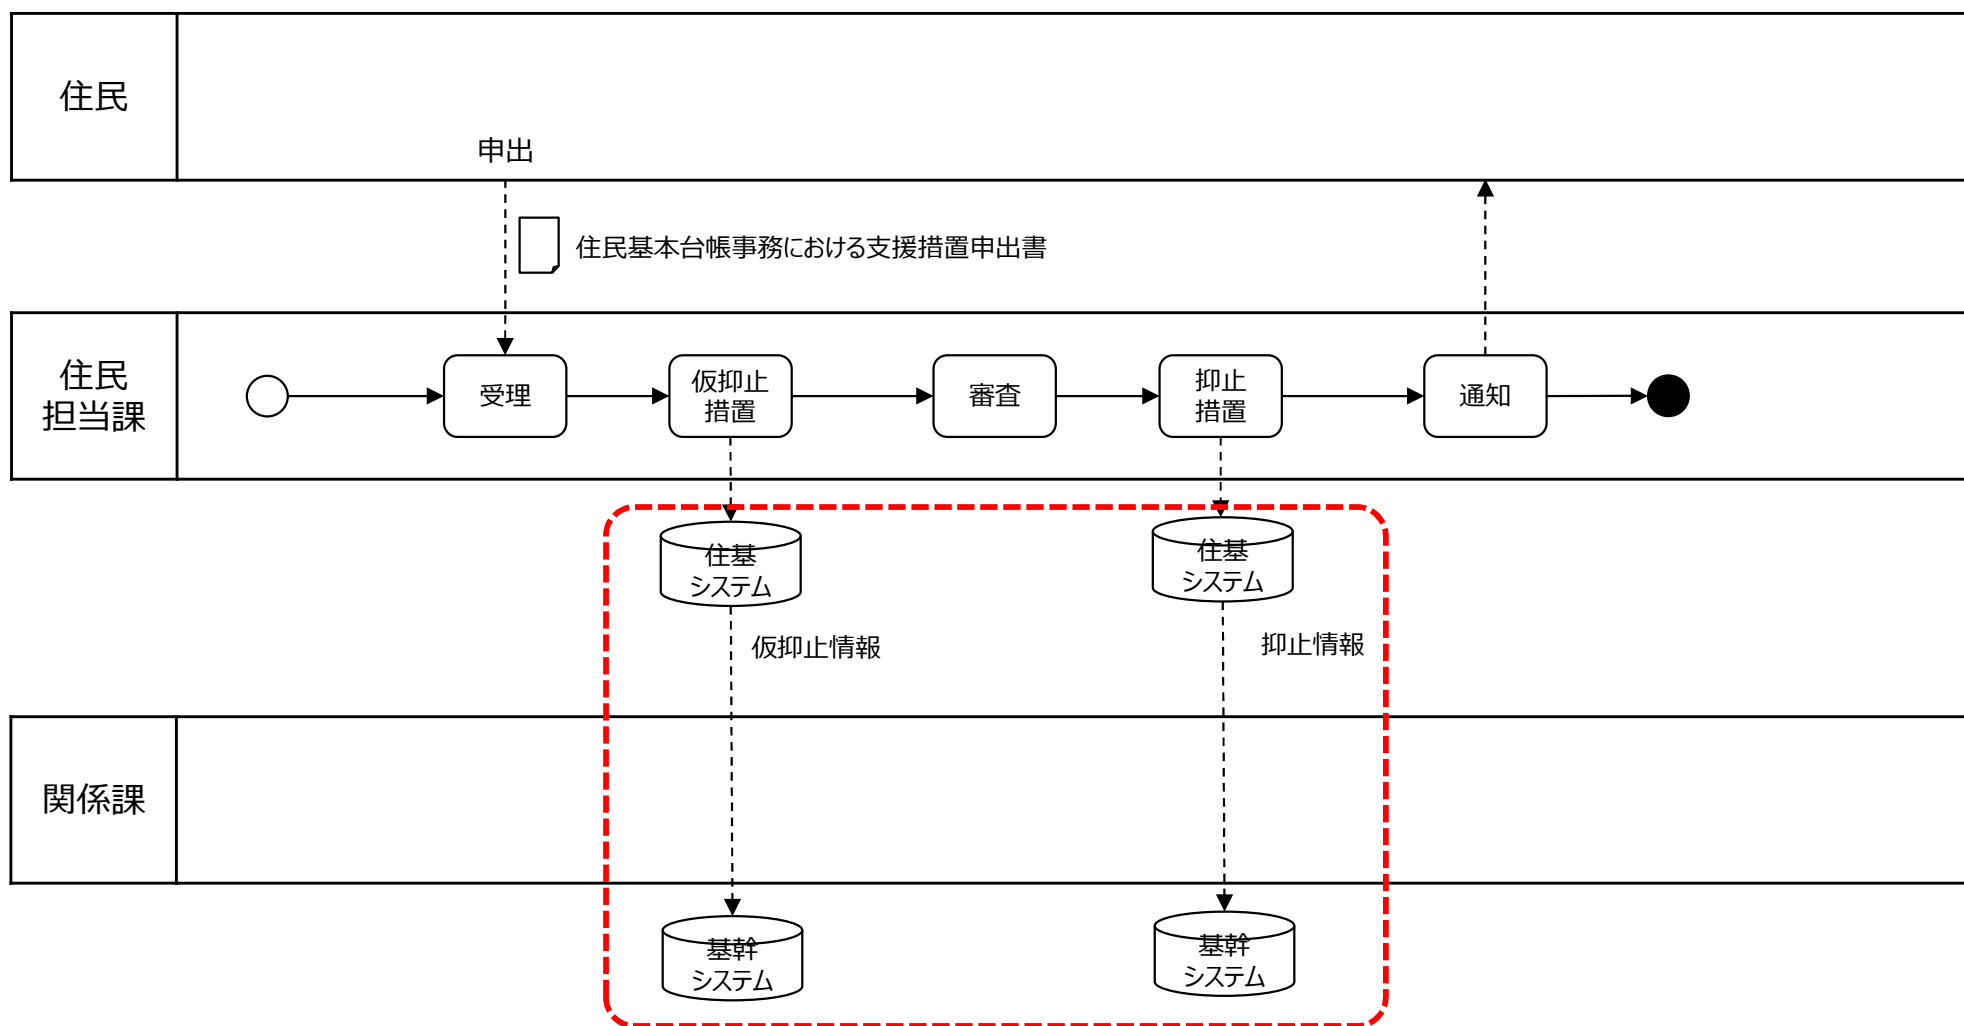 住民
申出
住民基本台帳事務における支援措置申出書
住民
担当課
受理
仮抑止
措置
審査
抑止
措置
通知
住基
システム
住基
システム
仮抑止情報
抑止情報
関係課
基幹
システム
基幹
システム